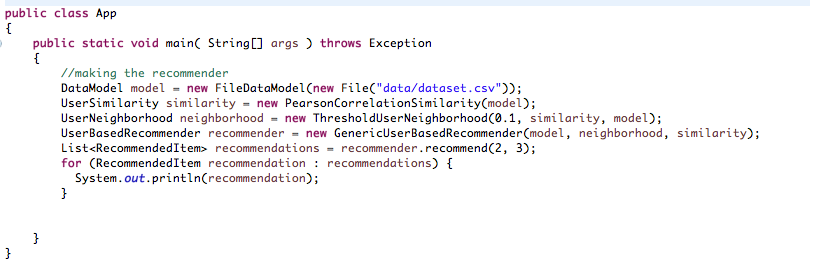 public class App
{
    public static void main( String[] args ) throws Exception
    {
        //making the recommender
        DataModel model = new FileDataModel(new File("data/dataset.csv"));
        UserSimilarity similarity = new PearsonCorrelationSimilarity(model);
        UserNeighborhood neighborhood = new ThresholdUserNeighborhood(0.1, similarity, model);
        UserBasedRecommender recommender = new GenericUserBasedRecommender(model, neighborhood, similarity);
        List<RecommendedItem> recommendations = recommender.recommend(2, 3);
        for (RecommendedItem recommendation : recommendations) {
          System.out.println(recommendation);
        }
    }
}